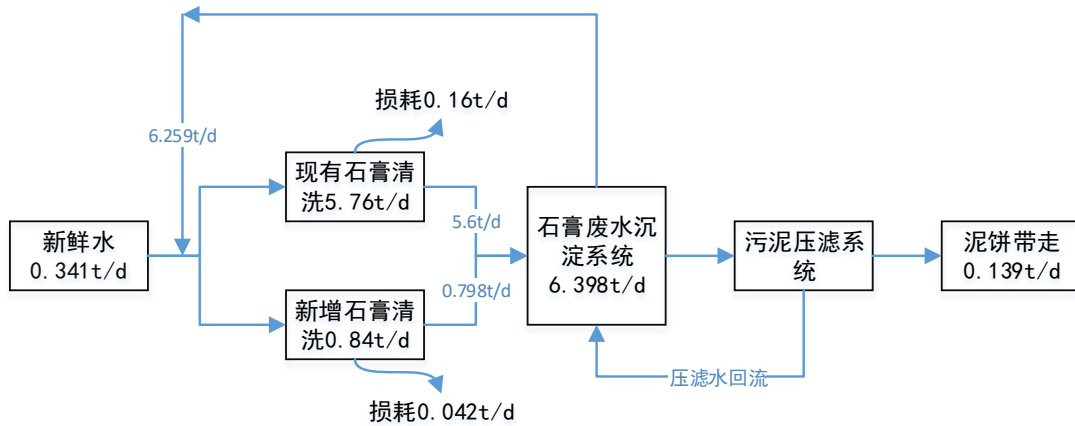 损耗0.16t/d
6.259t/d
现有石膏清
洗5.76t/d
5.6t/d
新鲜水
0.341t/d
石膏废水沉
淀系统
6.398t/d
污泥压滤系
统
泥饼带走
0.139t/d
0.798t/d
新增石膏清
洗0.84t/d
压滤水回流
损耗0.042t/d